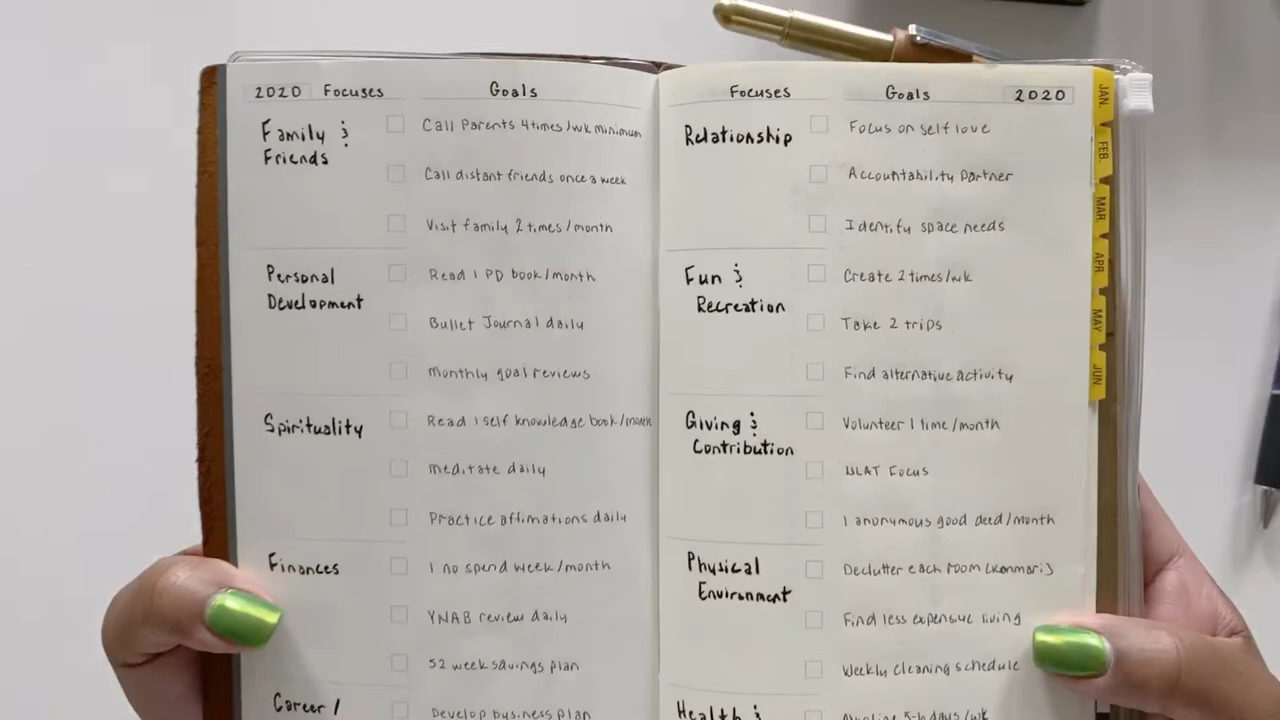 2020 Focuses Goals
Family &
Friends
Call Parents 4 times/wk minimum
Call distant friends once a week
Visit family 2 times/month
Personal
Development
Read 1 PD book/month
Bullet Journal daily
Monthly goal reviews
Spirituality
Read 1 self knowledge book/month
Meditate daily
Practice affirmations daily
Finances
1 no spend week/month
YNAB review daily
52 week savings plan
Career/
Develop business plan
Focuses Goals 2020
Relationship
Focus on self love
Accountability Partner
Identify space needs
Fun &
Recreation
Create 2 times/wk
Take 2 trips
Find alternative activity
Giving &
Contribution
Volunteer 1 time/month
Focus
1 anonymous good deed/month
Physical
Environment
Declutter each room (Konmari)
Find less expensive living
Weekly cleaning schedule
Health &
days/wk
JAN.
FEB.
MAR.
APR.
MAY
JUN.